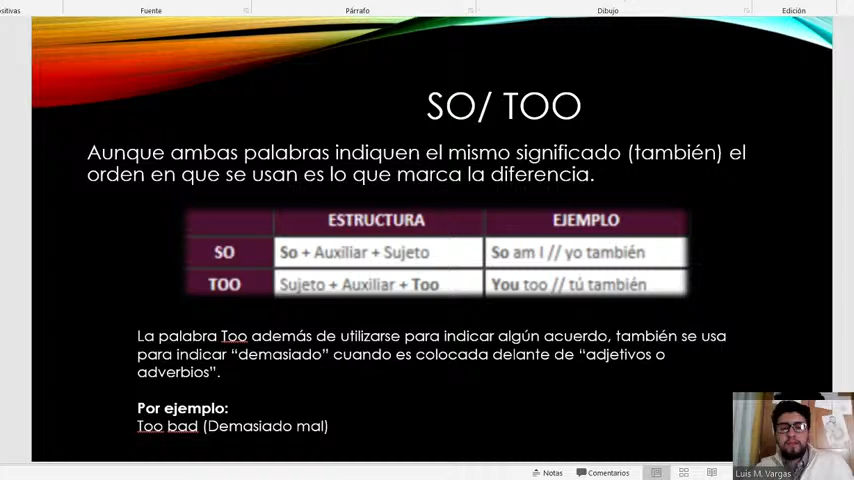 ositivas Fuente Párrafo Dibujo Edición
SO/ TOO
Aunque ambas palabras indiquen el mismo significado (también) el
orden en que se usan es lo que marca la diferencia.
ESTRUCTURA EJEMPLO
SO So + Auxiliar + Sujeto So am I // yo también
TOO Sujeto + Auxiliar + Too You too // tú también
La palabra Too además de utilizarse para indicar algún acuerdo, también se usa
para indicar “demasiado” cuando es colocada delante de “adjetivos o
adverbios”.
Por ejemplo:
Too bad (Demasiado mal)
Luis M. Vargas
Notas Comentarios